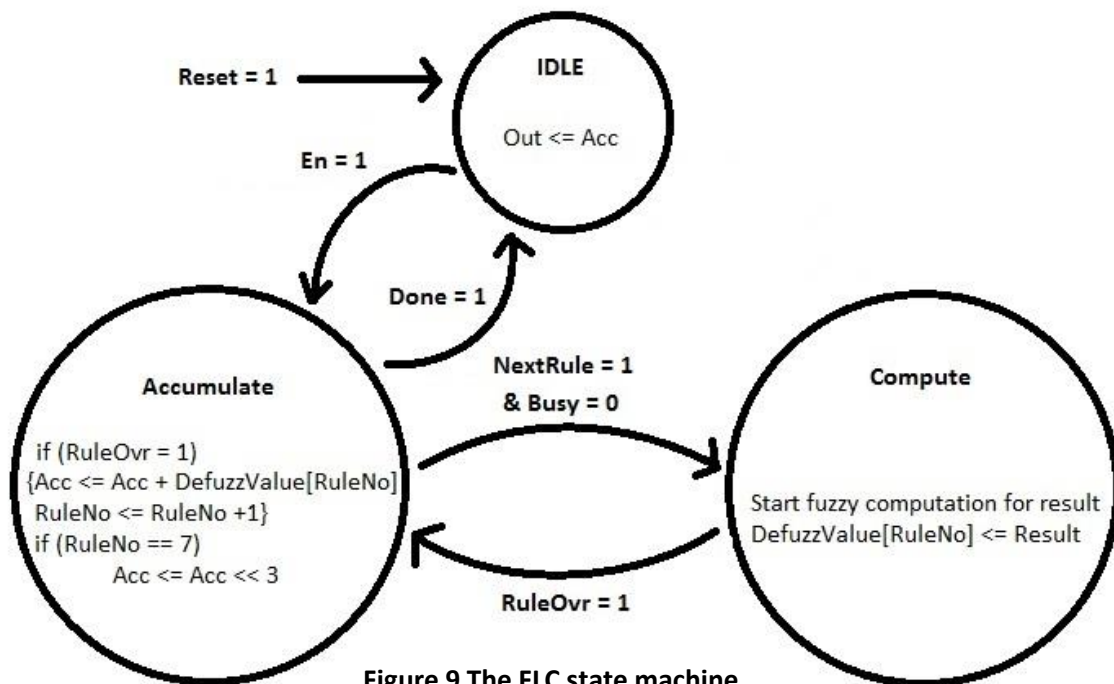 Reset = 1
IDLE
Out <= Acc
En = 1
Done = 1
Accumulate
if (RuleOvr = 1)
{Acc <= Acc + DefuzzValue[RuleNo]
RuleNo <= RuleNo +1}
if (RuleNo == 7)
Acc <= Acc << 3
NextRule = 1
& Busy = 0
Compute
Start fuzzy computation for result
DefuzzValue[RuleNo] <= Result
RuleOvr = 1
Figure 9 The FLC state machine